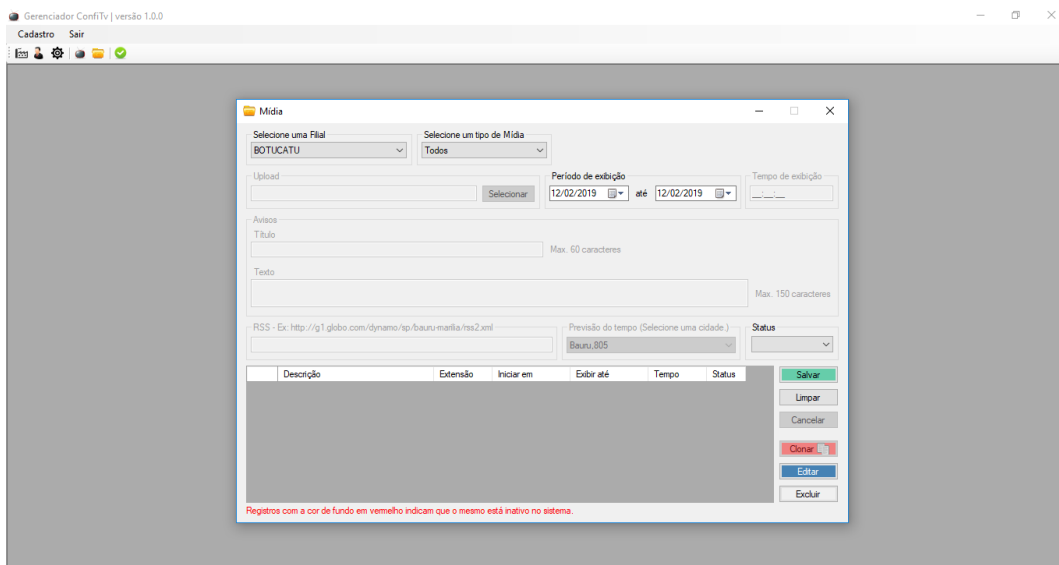 Gerenciador ConfiTv | versão 1.0.0
Cadastro Sair
Mídia
Selecione uma Filial Selecione um tipo de Mídia
BOTUCATU Todos
Upload Período de exibição Tempo de exibição
Selecionar 12/02/2019 até 12/02/2019 __:__:__
Avisos
Título
Max. 60 caracteres
Texto
Max. 150 caracteres
RSS - Ex: http://g1.globo.com/dynamo/sp/bauru-marilia/rss2.xml Previsão do tempo (Selecione uma cidade.) Status
Bauru,805
Descrição Extensão Iniciar em Exibir até Tempo Status
Salvar
Limpar
Cancelar
Clonar
Editar
Excluir
Registros com a cor de fundo em vermelho indicam que o mesmo está inativo no sistema.